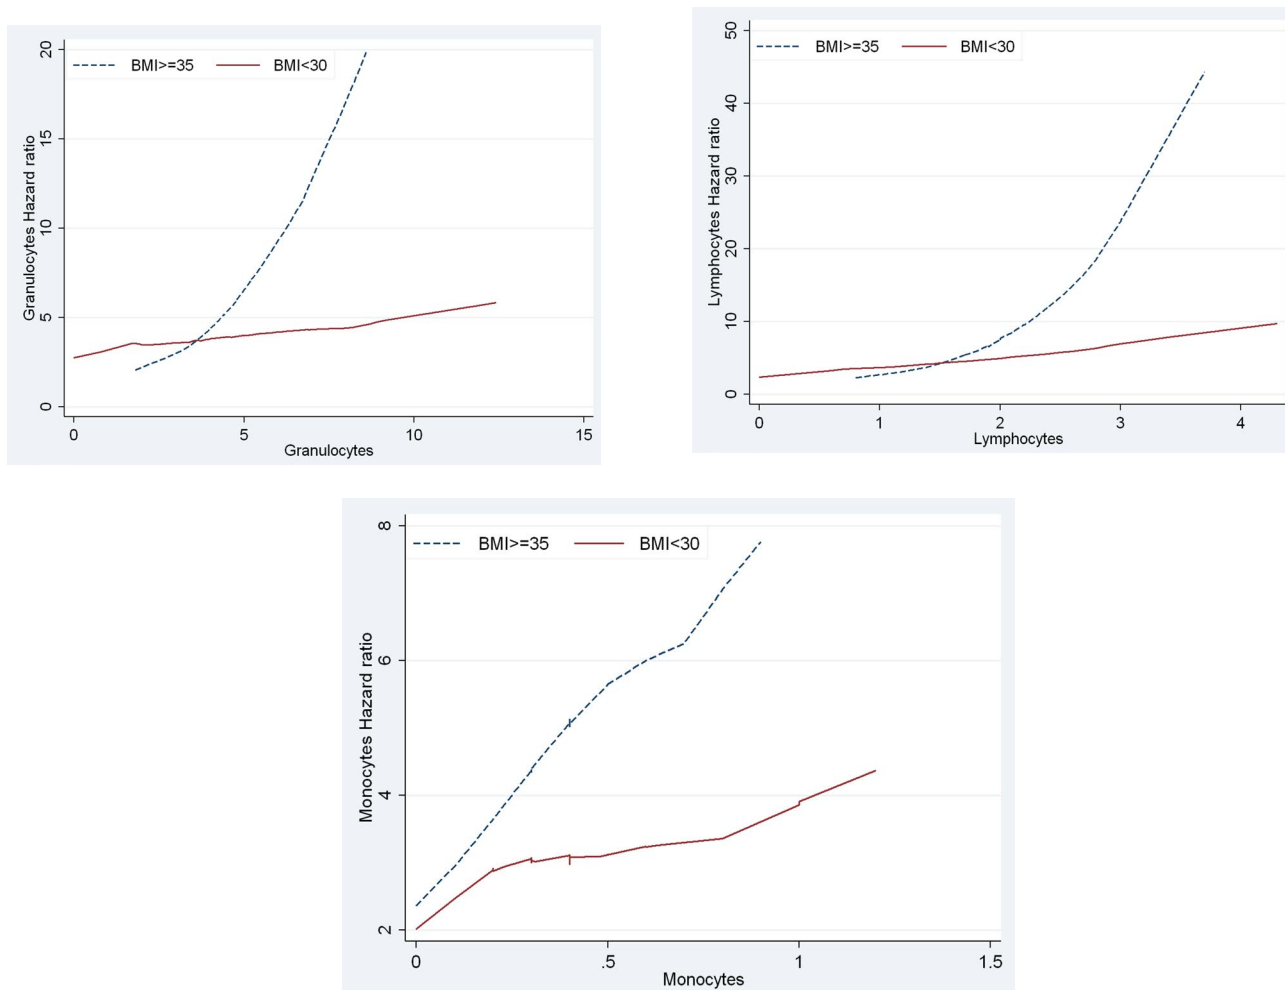 BMI>=35 BMI<30
Granulocytes Hazard ratio
20
15
10
5
0
0 5 10 15
Granulocytes
BMI>=35 BMI<30
Lymphocytes Hazard ratio
50
40
30
20
10
0
0 1 2 3 4
Lymphocytes
BMI>=35 BMI<30
Monocytes Hazard ratio
8
6
4
2
0 .5 1 1.5
Monocytes